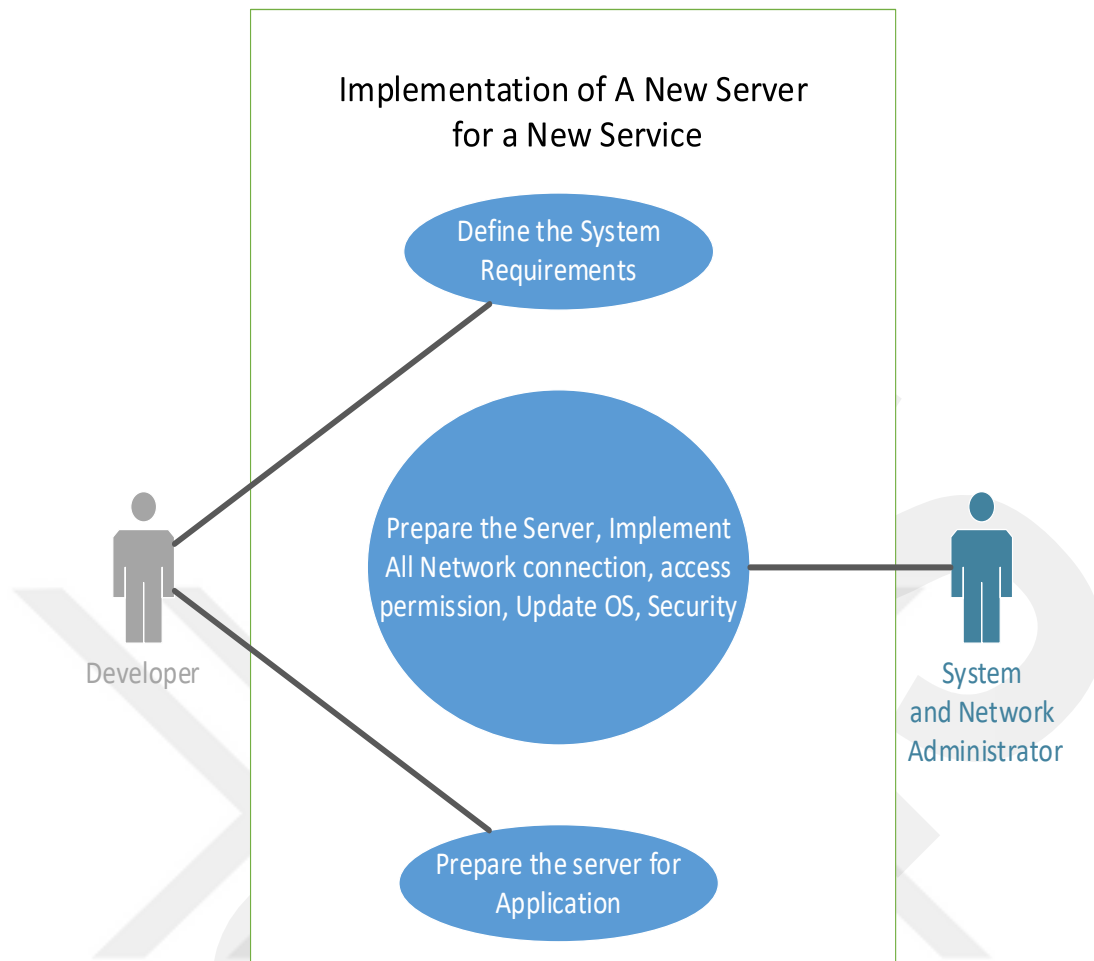 Implementation of A New Server
for a New Service
Define the System
Requirements
Prepare the Server, Implement
All Network connection, access
permission, Update OS, Security
Developer
System
and Network
Administrator
Prepare the server for
Application